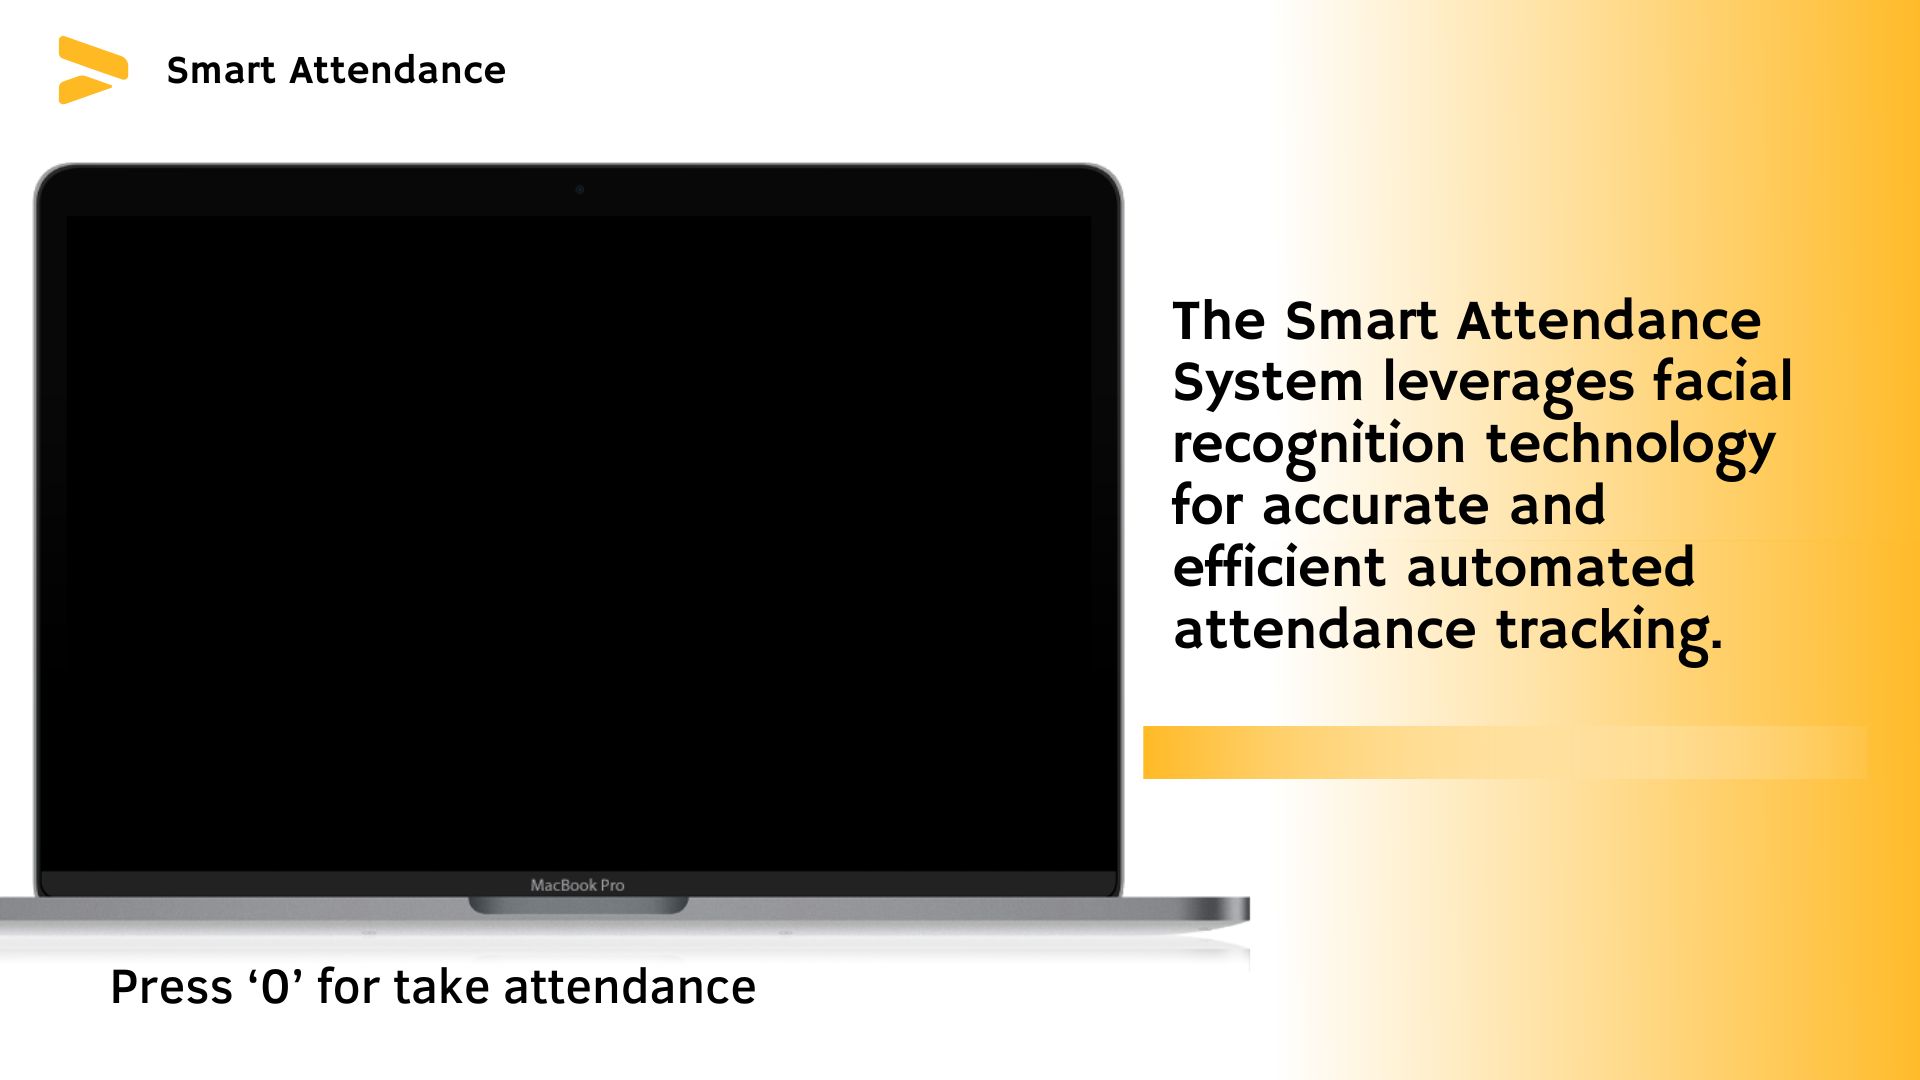 Smart Attendance
The Smart Attendance
System leverages facial
recognition technology
for accurate and
efficient automated
attendance tracking.
MacBook Pro
Press ‘0’ for take attendance